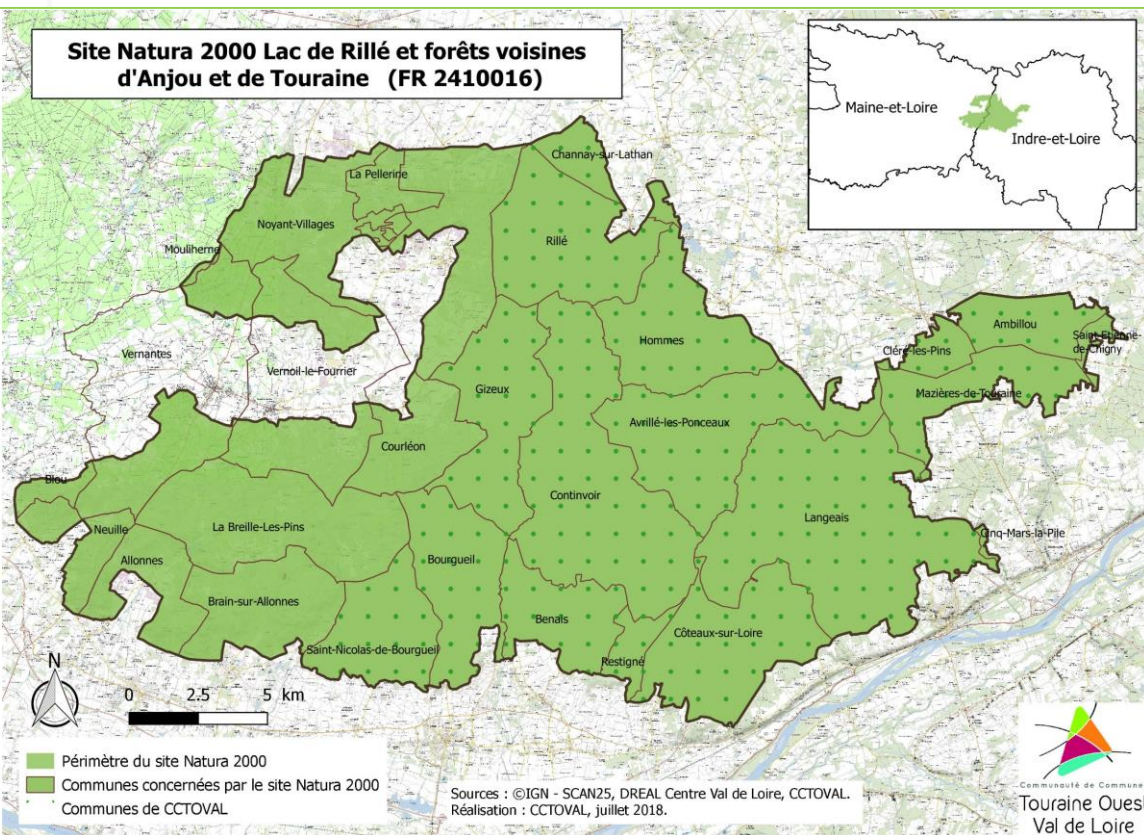 Site Natura 2000 Lac de Rillé et forêts voisines
d'Anjou et de Touraine (FR 2410016)
Maine-et-Loire
Indre-et-Loire
Channay-sur-Lathan
La Pellerine
Noyant-Villages
Mouliherne
Rillé
Ambillou
Saint-Etienne
de-Chigny
Hommes
Cléré-les-Pins
Vernantes
Vernoil-le-Fourrier
Gizeux
Mazières-de-Touraine
Avrillé-les-Ponceaux
Courléon
Blou
Continvoir
Langeais
Neuille
La Breille-Les-Pins
Cinq-Mars-la-Pile
Allonnes
Bourgueil
Brain-sur-Allonnes
Benais
Côteaux-sur-Loire
Saint-Nicolas-de-Bourgueil
Restigné
N
0 2.5 5 km
Périmètre du site Natura 2000
Communes concernées par le site Natura 2000
Communes de CCTOVAL
Sources : ©IGN - SCAN25, DREAL Centre Val de Loire, CCTOVAL.
Réalisation : CCTOVAL, juillet 2018.
Communauté de Commune
Touraine Oues
Val de Loire